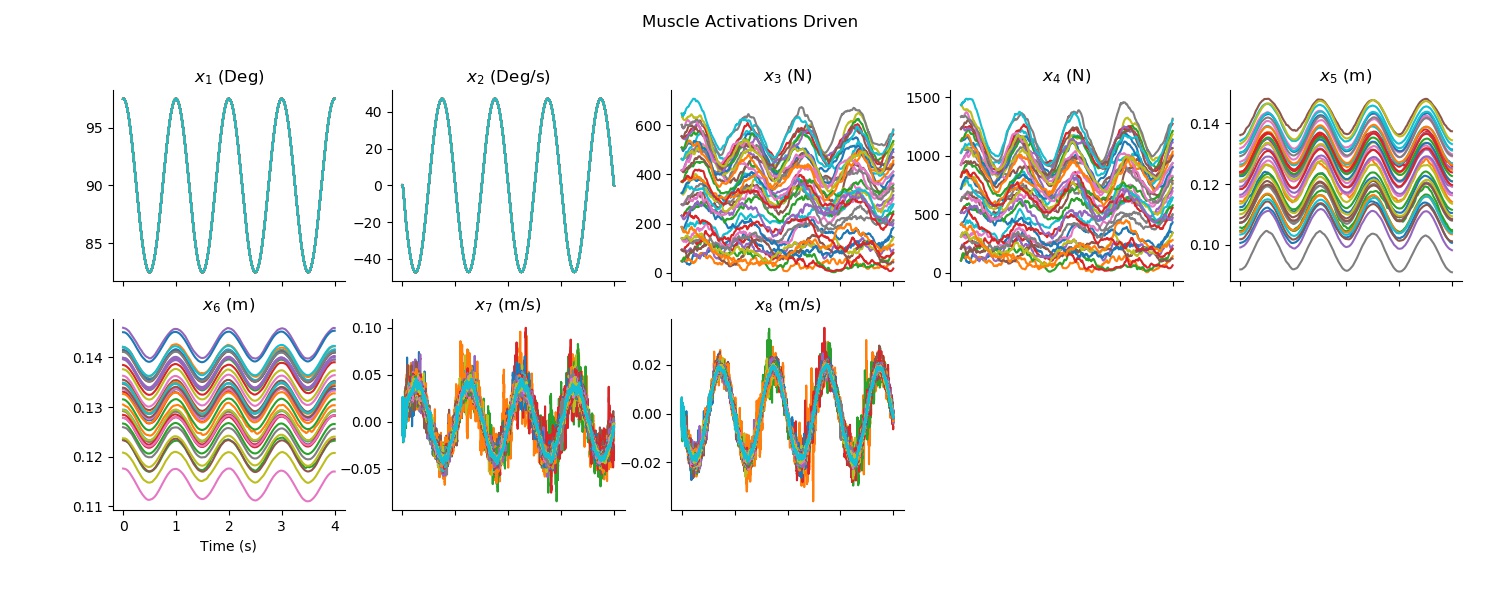 Muscle Activations Driven
x₁ (Deg)
x₂ (Deg/s)
x₃ (N)
x₄ (N)
x₅ (m)
95
90
85
40
20
0
−20
−40
600
400
200
0
1500
1000
500
0
0.14
0.12
0.10
x₆ (m)
x₇ (m/s)
x₈ (m/s)
0.14
0.13
0.12
0.11
0 1 2 3 4
Time (s)
0.10
0.05
0.00
−0.05
0.02
0.00
−0.02